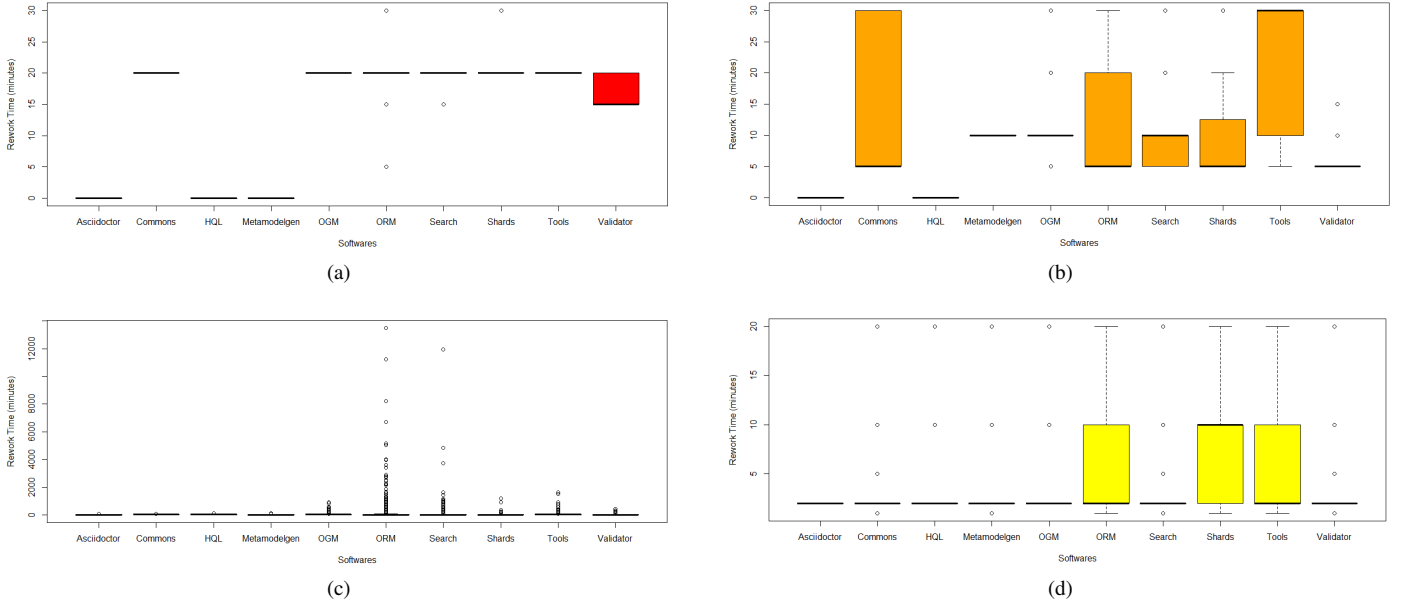 Rework Time (minutes)
30
25
20
15
10
5
0
Asciidoctor Commons HQL Metamodelgen OGM ORM Search Shards Tools Validator
Softwares
(a)
Rework Time (minutes)
30
25
20
15
10
5
0
Asciidoctor Commons HQL Metamodelgen OGM ORM Search Shards Tools Validator
Softwares
(b)
Rework Time (minutes)
12000
8000
6000
4000
2000
0
Asciidoctor Commons HQL Metamodelgen OGM ORM Search Shards Tools Validator
Softwares
(c)
Rework Time (minutes)
20
15
10
5
Asciidoctor Commons HQL Metamodelgen OGM ORM Search Shards Tools Validator
Softwares
(d)